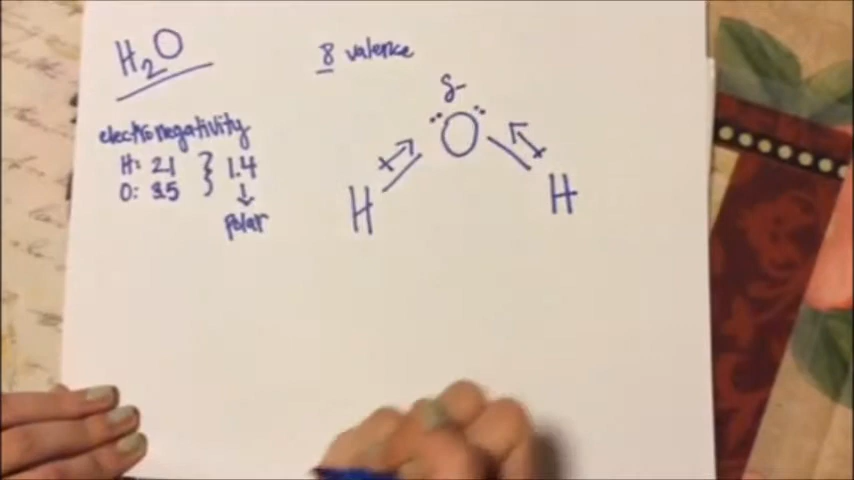 H2O
8 valence
electronegativity
H: 2.1 } 1.4
O: 3.5
polar
δ-
O
H H